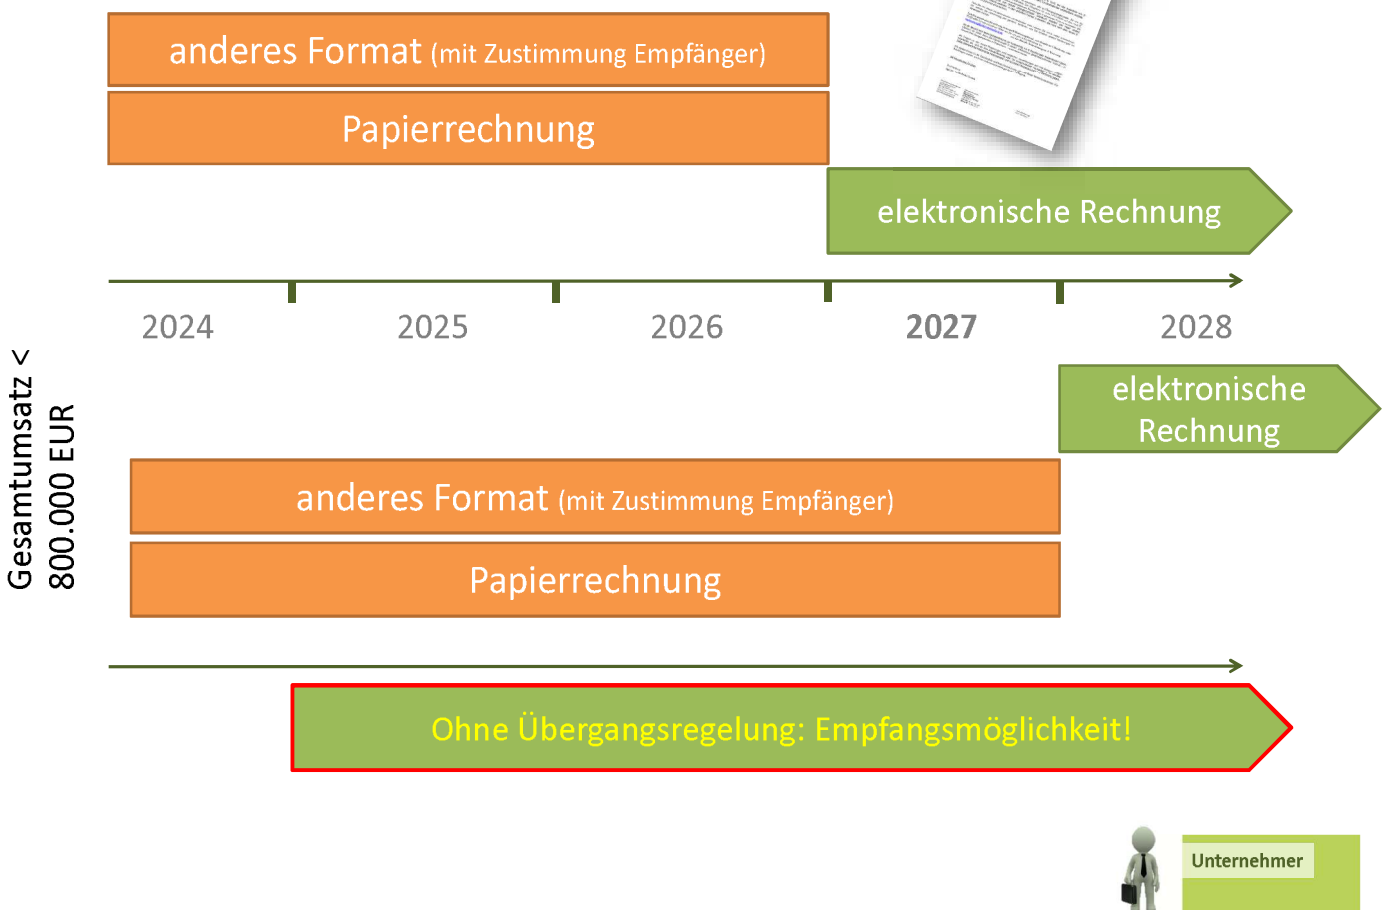 anderes Format (mit Zustimmung Empfänger)
Papierrechnung
elektronische Rechnung
2024 2025 2026 2027 2028
Gesamtumsatz <
800.000 EUR
elektronische
Rechnung
anderes Format (mit Zustimmung Empfänger)
Papierrechnung
Ohne Übergangsregelung: Empfangsmöglichkeit!
Unternehmer